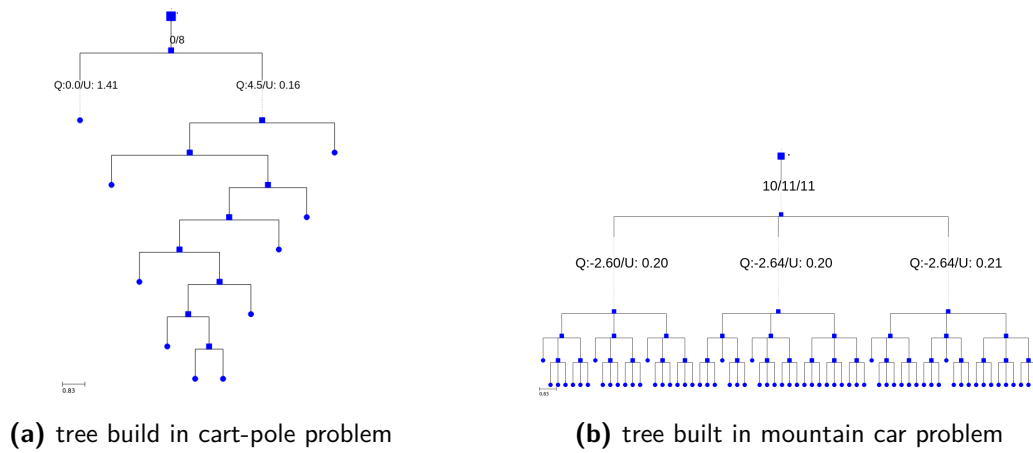 0/8
Q:0.0/U: 1.41
Q:4.5/U: 0.16
0.83
(a) tree build in cart-pole problem
10/11/11
Q:-2.60/U: 0.20
Q:-2.64/U: 0.20
Q:-2.64/U: 0.21
0.83
(b) tree built in mountain car problem